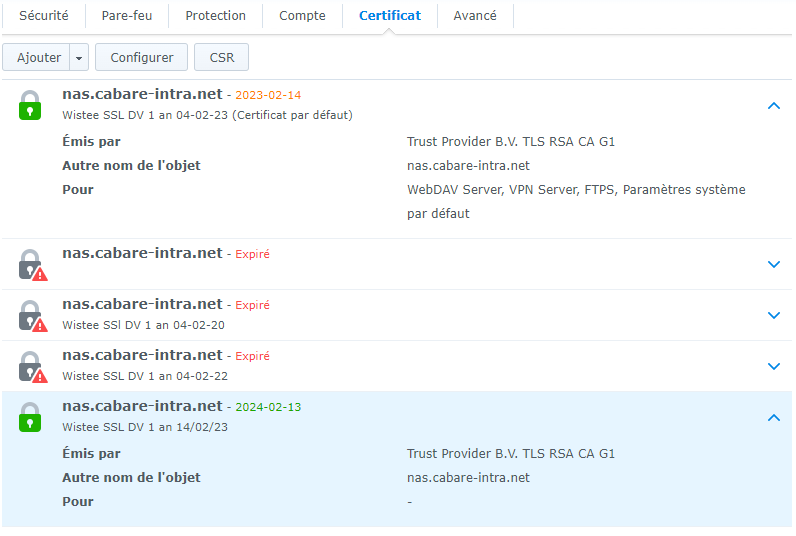 Sécurité Pare-feu Protection Compte Certificat Avancé
Ajouter Configurer CSR
nas.cabare-intra.net - 2023-02-14
Wistee SSL DV 1 an 04-02-23 (Certificat par défaut)
Émis par Trust Provider B.V. TLS RSA CA G1
Autre nom de l'objet nas.cabare-intra.net
Pour WebDAV Server, VPN Server, FTPS, Paramètres système
par défaut
nas.cabare-intra.net - Expiré
nas.cabare-intra.net - Expiré
Wistee SSl DV 1 an 04-02-20
nas.cabare-intra.net - Expiré
Wistee SSL DV 1 an 04-02-22
nas.cabare-intra.net - 2024-02-13
Wistee SSL DV 1 an 14/02/23
Émis par Trust Provider B.V. TLS RSA CA G1
Autre nom de l'objet nas.cabare-intra.net
Pour -